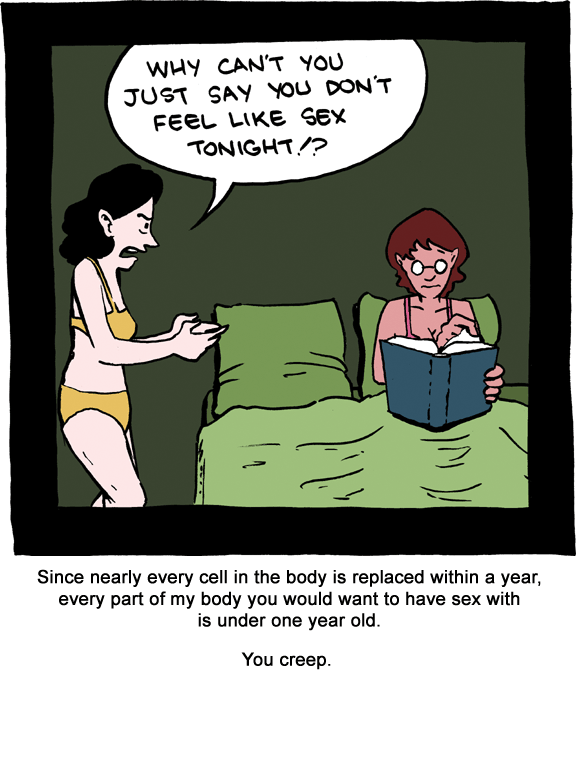 WHY CAN'T YOU
JUST SAY YOU DON'T
FEEL LIKE SEX
TONIGHT!?
Since nearly every cell in the body is replaced within a year,
every part of my body you would want to have sex with
is under one year old.
You creep.